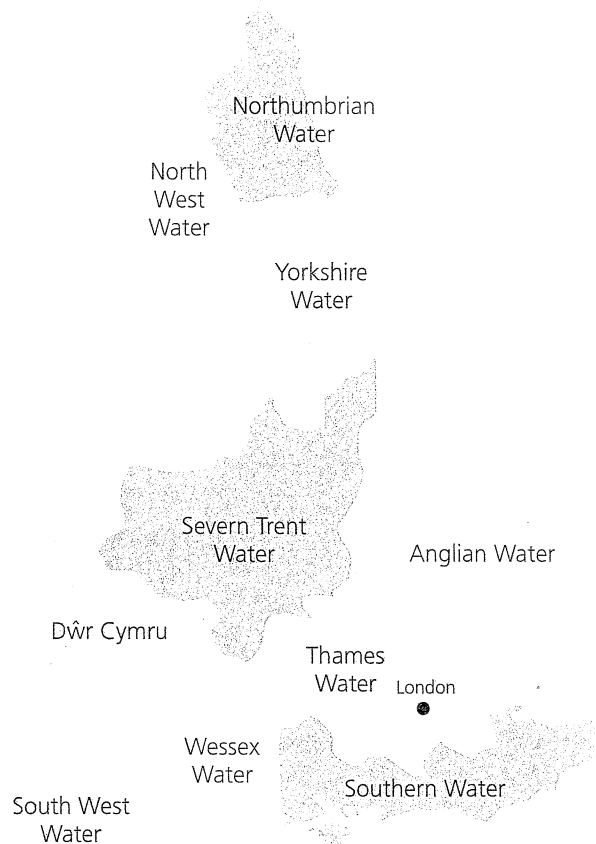 Northumbrian
Water
North
West
Water
Yorkshire
Water
Severn Trent
Water
Anglian Water
Dŵr Cymru
Thames
Water
London
Wessex
Water
Southern Water
South West
Water